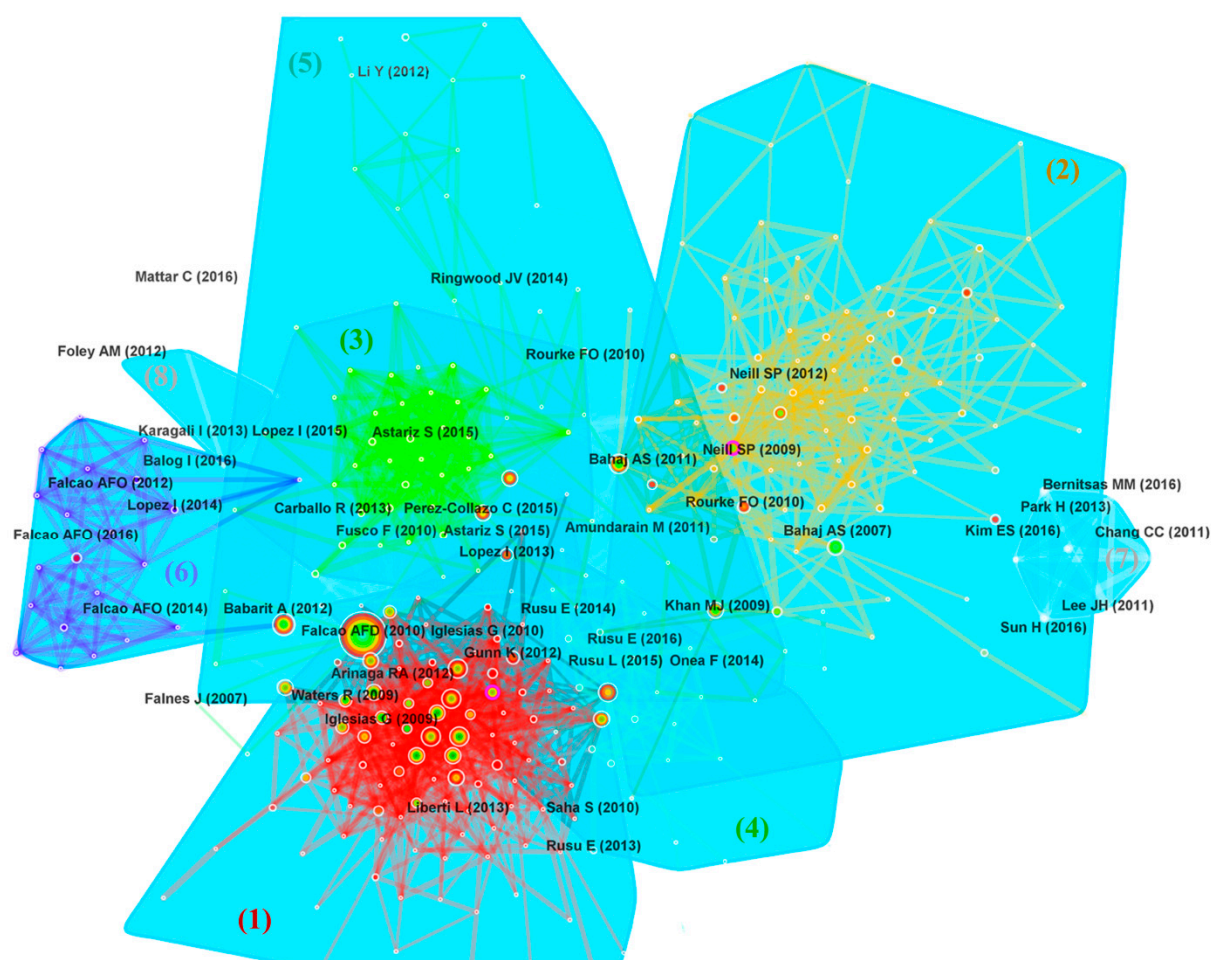 (5)
Li Y (2012)
(2)
Mattar C (2016)
Ringwood JV (2014)
(3)
Foley AM (2012)
Rourke FO (2010)
(8)
Neill SP (2012)
Karagali I (2013) Lopez I (2015)
Astariz S (2015)
Neill SP (2009)
Balog I (2016)
Bahaj AS (2011)
Falcao AFO (2012)
Bernitsas MM (2016)
Lopez I (2014)
Carballo R (2013)
Perez-Collazo C (2015)
Rourke FO (2010)
Park H (2013)
Falcao AFO (2016)
Fusco F (2010)
Astariz S (2015)
Amundarain M (2011)
Bahaj AS (2007)
Kim ES (2016)
Chang CC (2011)
Lopez I (2013)
(7)
(6)
Falcao AFO (2014)
Babarit A (2012)
Rusu E (2014)
Khan MJ (2009)
Lee JH (2011)
Falcao AFD (2010)
Iglesias G (2010)
Rusu E (2016)
Sun H (2016)
Gunn K (2012)
Rusu L (2015)
Onea F (2014)
Arinaga RA (2012)
Falnes J (2007)
Waters R (2009)
Iglesias G (2009)
Liberti L (2013)
Saha S (2010)
(4)
Rusu E (2013)
(1)